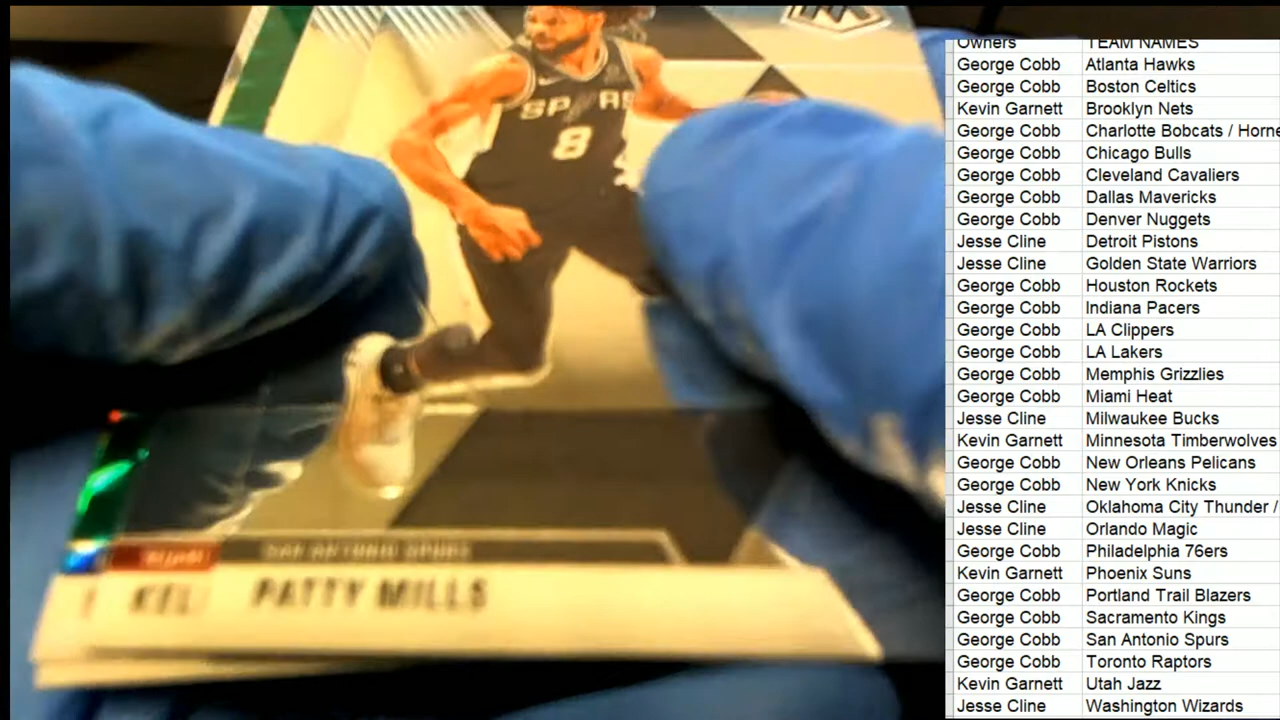 SPURS
8
SAN ANTONIO SPURS
KEL PATTY MILLS
Owners TEAM NAMES
George Cobb Atlanta Hawks
George Cobb Boston Celtics
Kevin Garnett Brooklyn Nets
George Cobb Charlotte Bobcats / Horne
George Cobb Chicago Bulls
George Cobb Cleveland Cavaliers
George Cobb Dallas Mavericks
George Cobb Denver Nuggets
Jesse Cline Detroit Pistons
Jesse Cline Golden State Warriors
George Cobb Houston Rockets
George Cobb Indiana Pacers
George Cobb LA Clippers
George Cobb LA Lakers
George Cobb Memphis Grizzlies
George Cobb Miami Heat
Jesse Cline Milwaukee Bucks
Kevin Garnett Minnesota Timberwolves
George Cobb New Orleans Pelicans
George Cobb New York Knicks
Jesse Cline Oklahoma City Thunder /
Jesse Cline Orlando Magic
George Cobb Philadelphia 76ers
Kevin Garnett Phoenix Suns
George Cobb Portland Trail Blazers
George Cobb Sacramento Kings
George Cobb San Antonio Spurs
George Cobb Toronto Raptors
Kevin Garnett Utah Jazz
Jesse Cline Washington Wizards